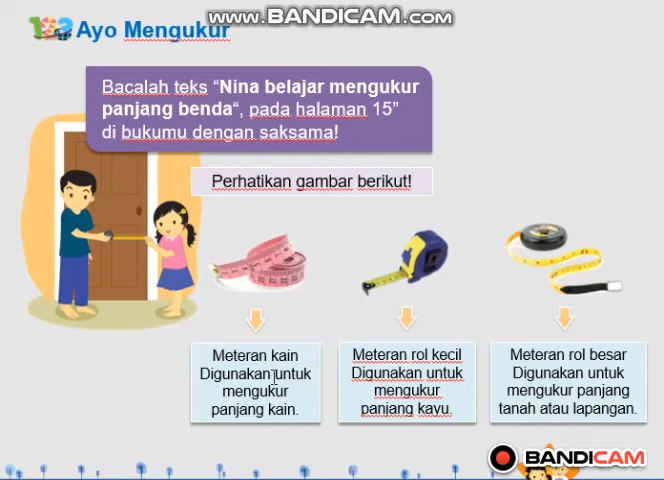 www.BANDICAM.com
123 Ayo Mengukur
Bacalah teks “Nina belajar mengukur
panjang benda“, pada halaman 15”
di bukumu dengan saksama!
Perhatikan gambar berikut!
Meteran kain
Digunakan untuk
mengukur
panjang kain.
Meteran rol kecil
Digunakan untuk
mengukur
panjang kayu.
Meteran rol besar
Digunakan untuk
mengukur panjang
tanah atau lapangan.
BANDICAM